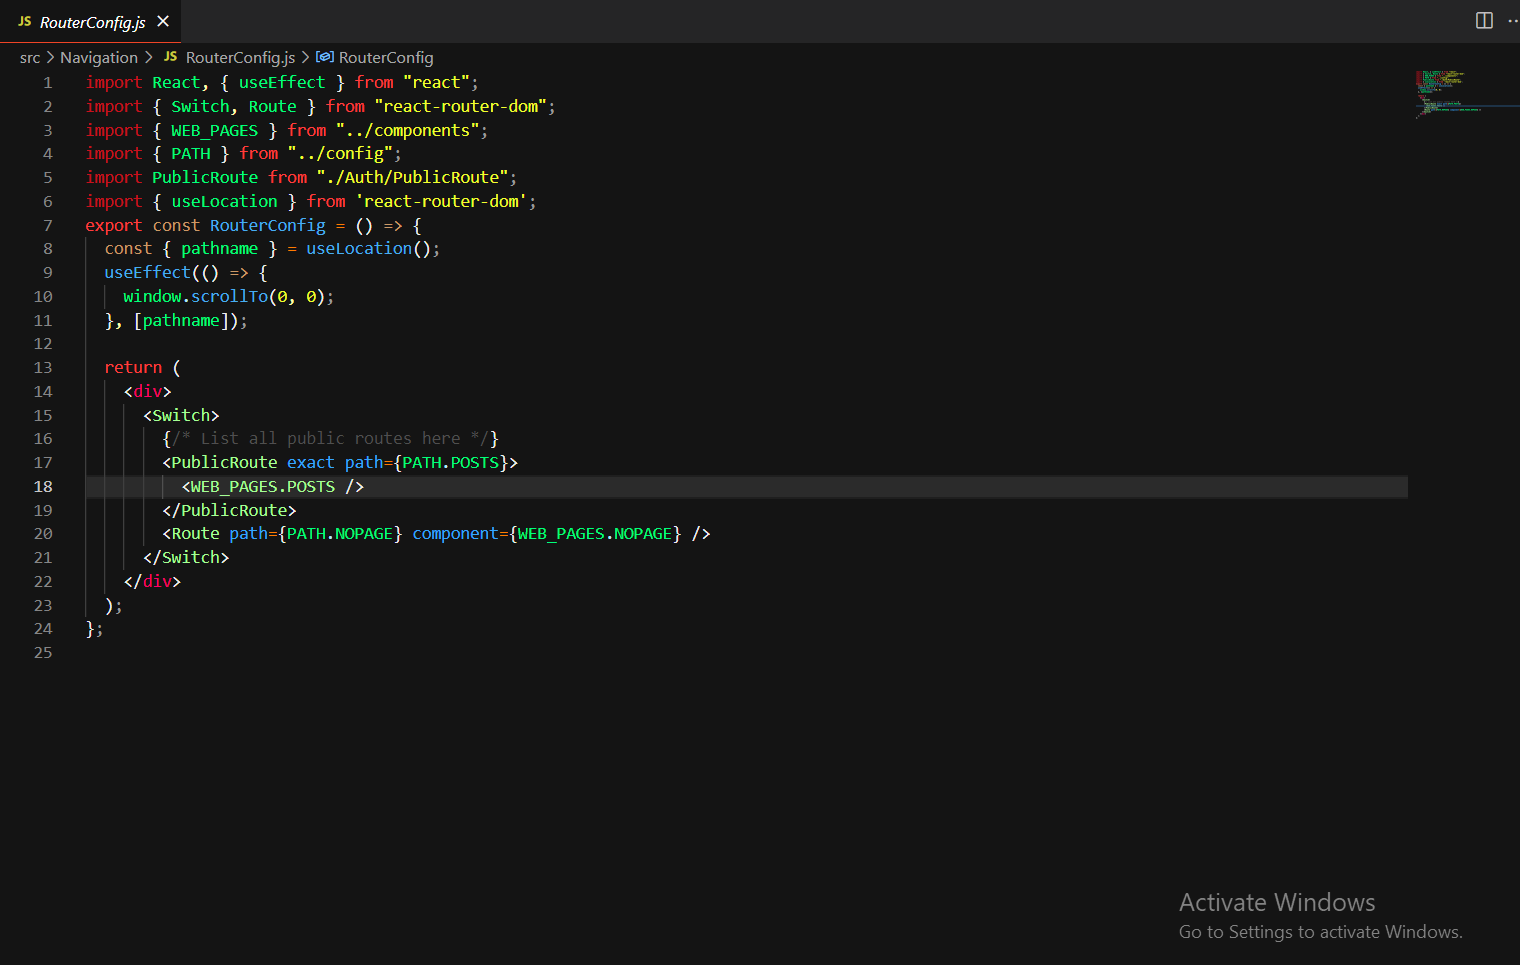 JS RouterConfig.js
src > Navigation > JS RouterConfig.js > RouterConfig
1 import React, { useEffect } from "react";
2 import { Switch, Route } from "react-router-dom";
3 import { WEB_PAGES } from "../components";
4 import { PATH } from "../config";
5 import PublicRoute from "./Auth/PublicRoute";
6 import { useLocation } from 'react-router-dom';
7 export const RouterConfig = () => {
8   const { pathname } = useLocation();
9   useEffect(() => {
10     window.scrollTo(0, 0);
11   }, [pathname]);
12
13   return (
14     <div>
15       <Switch>
16         {/* List all public routes here */}
17         <PublicRoute exact path={PATH.POSTS}>
18           <WEB_PAGES.POSTS />
19         </PublicRoute>
20         <Route path={PATH.NOPAGE} component={WEB_PAGES.NOPAGE} />
21       </Switch>
22     </div>
23   );
24 };
25
Activate Windows
Go to Settings to activate Windows.